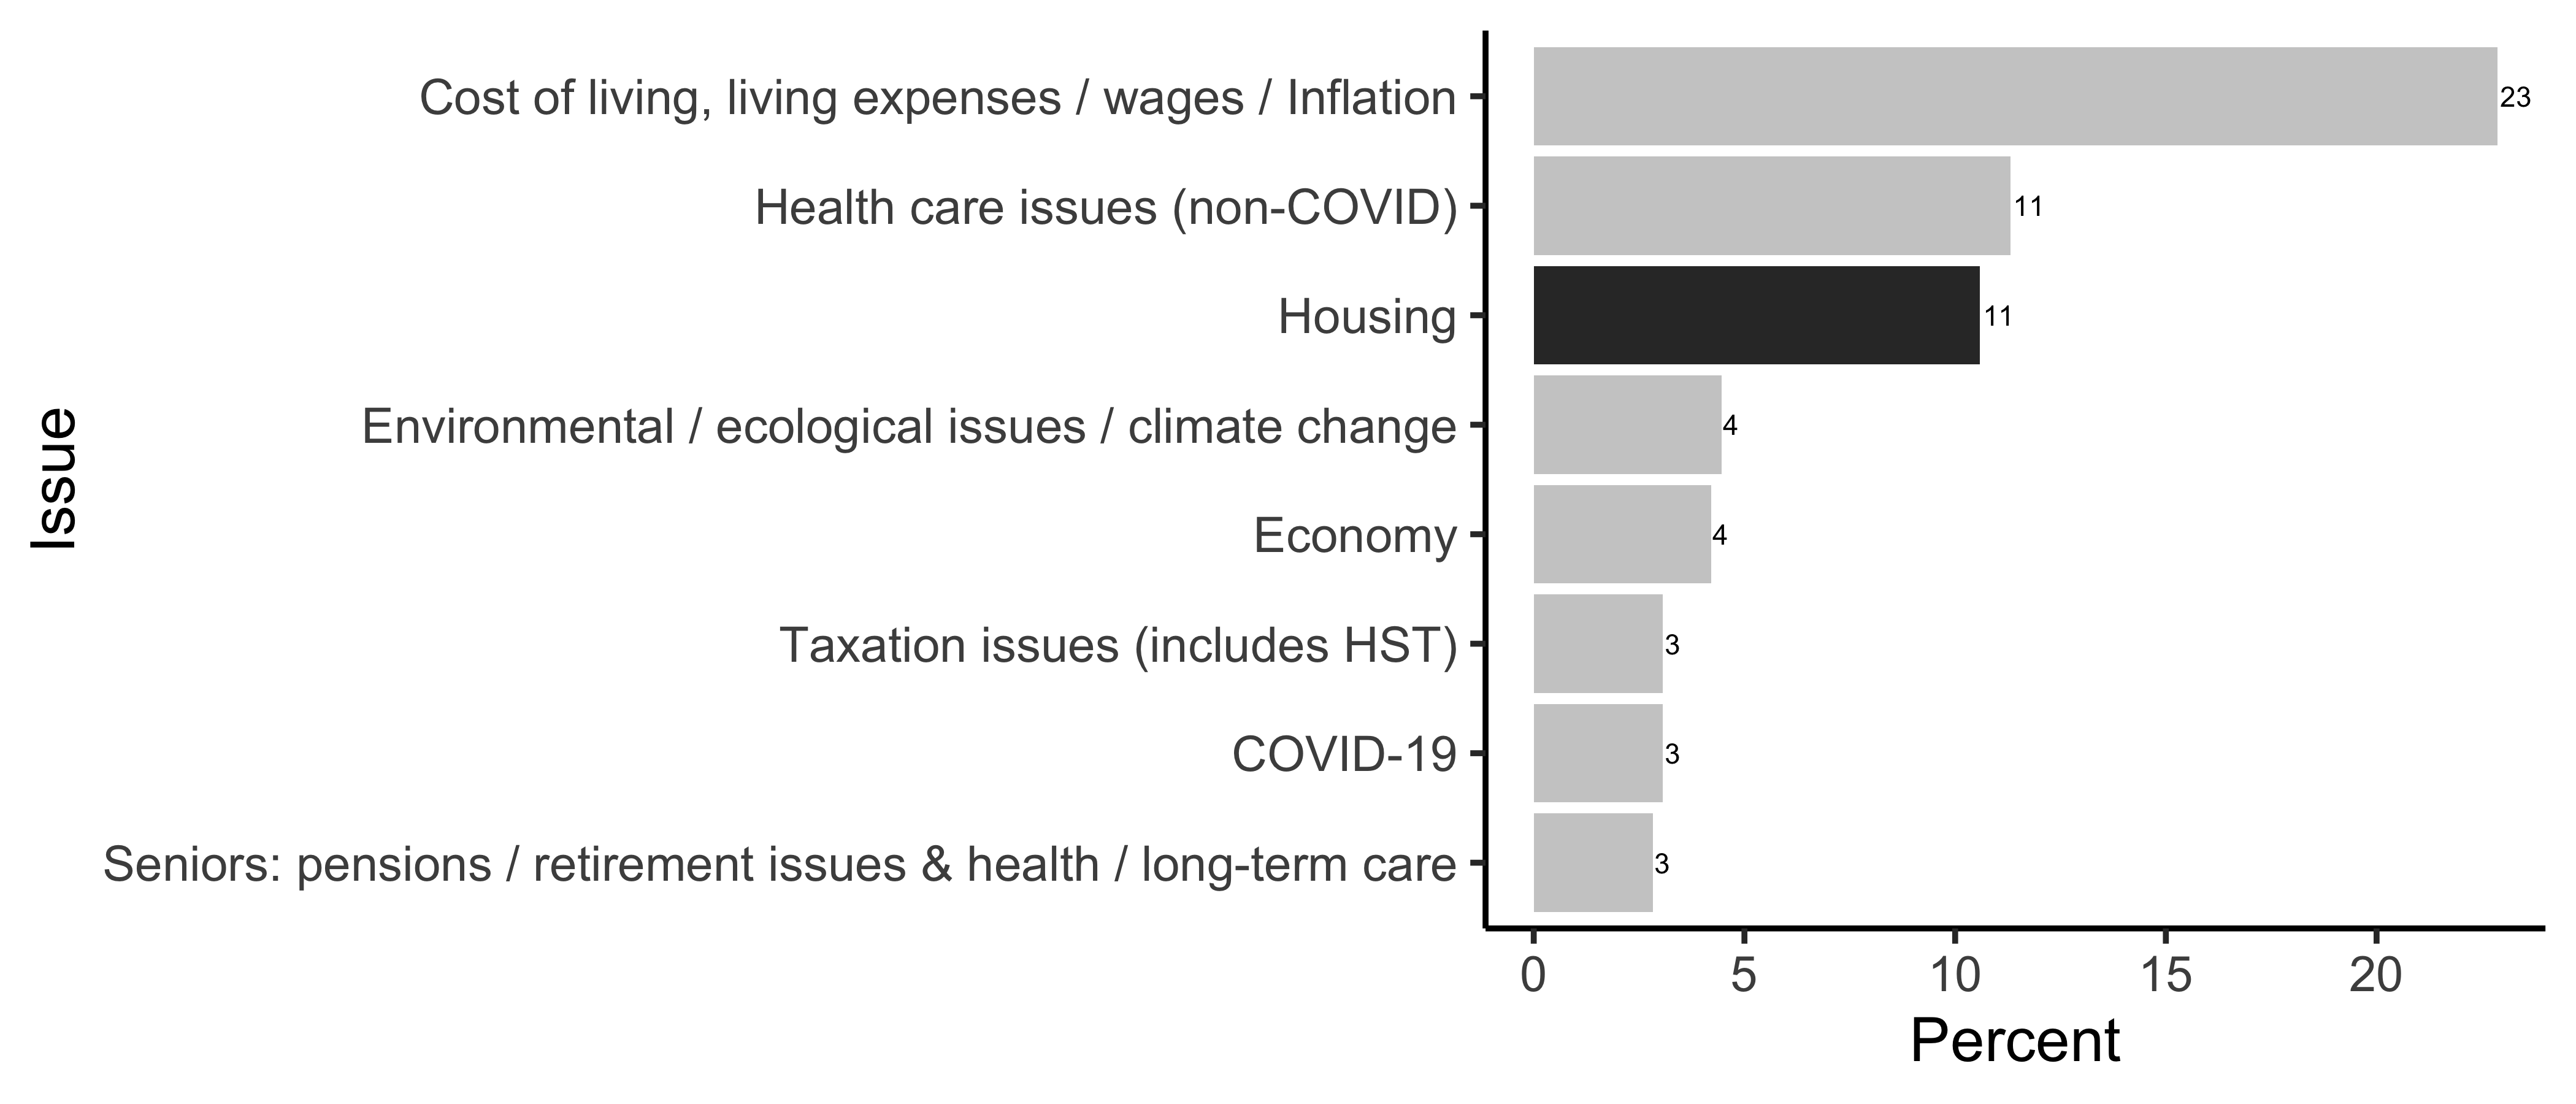 Cost of living, living expenses / wages / Inflation
23
Health care issues (non-COVID)
11
Housing
11
Environmental / ecological issues / climate change
4
Economy
4
Taxation issues (includes HST)
3
COVID-19
3
Seniors: pensions / retirement issues & health / long-term care
3
Issue
0 5 10 15 20
Percent